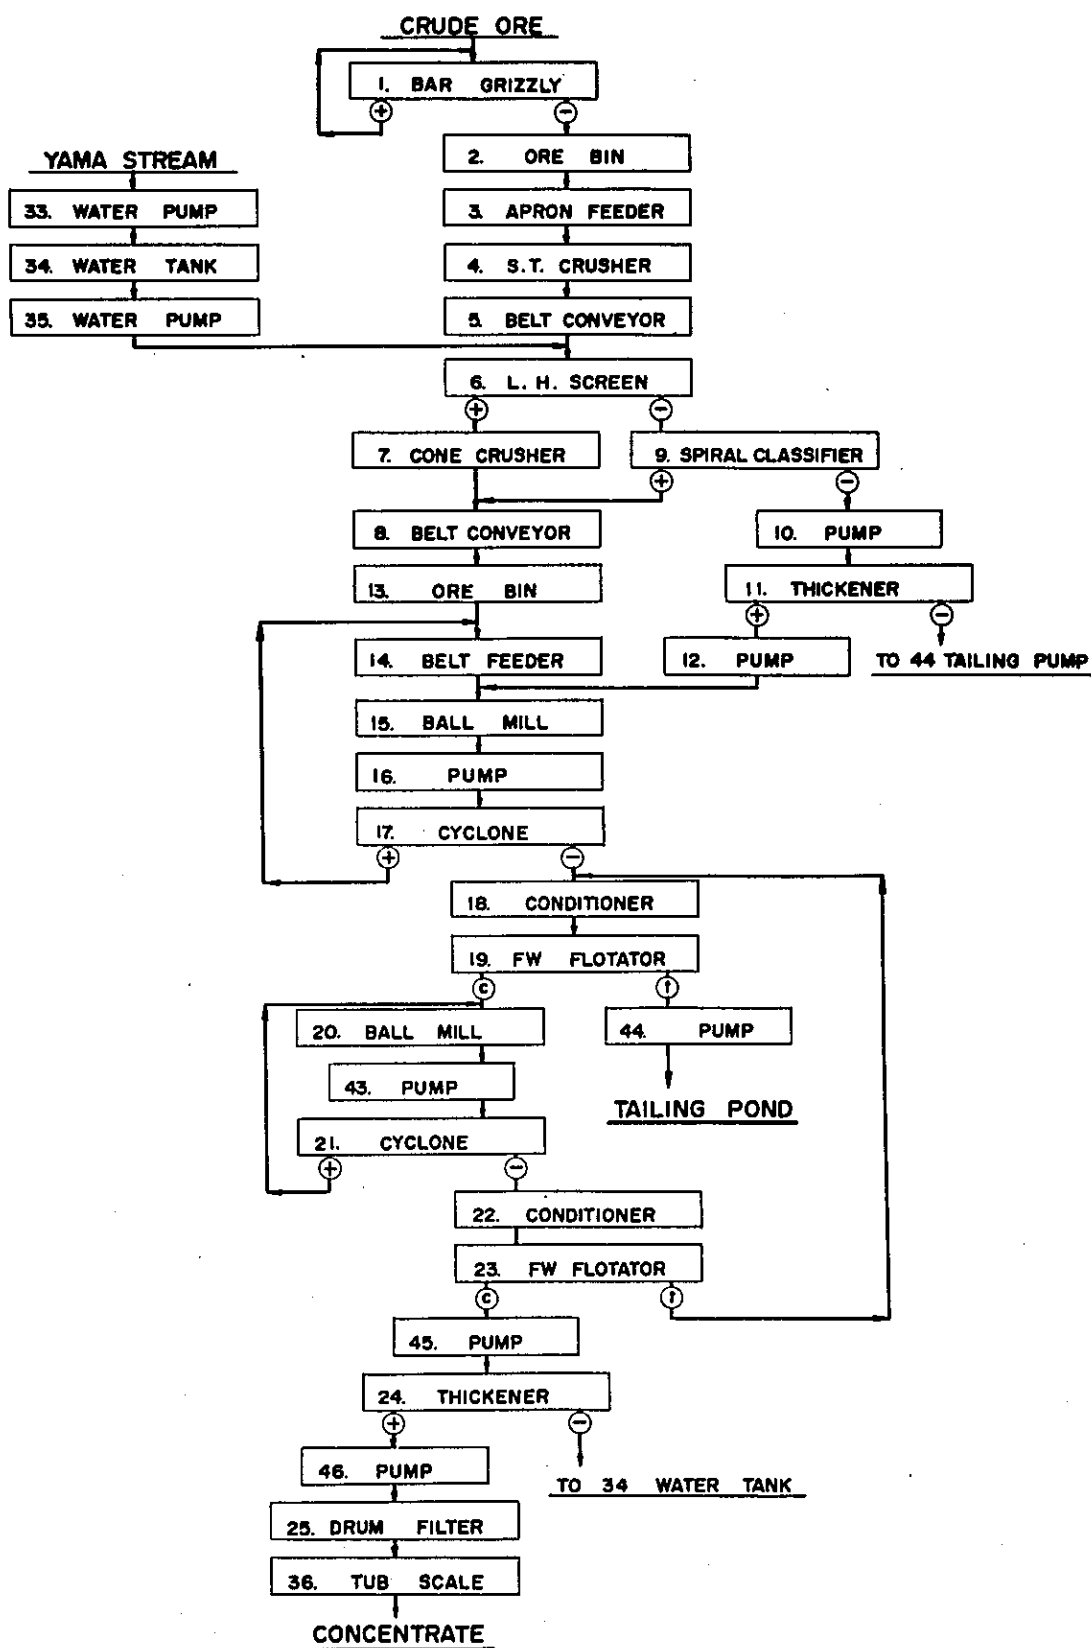 CRUDE ORE
1. BAR GRIZZLY
+
−
2. ORE BIN
YAMA STREAM
33. WATER PUMP
3. APRON FEEDER
34. WATER TANK
4. S.T. CRUSHER
35. WATER PUMP
5. BELT CONVEYOR
6. L. H. SCREEN
+
−
7. CONE CRUSHER
9. SPIRAL CLASSIFIER
+
−
8. BELT CONVEYOR
10. PUMP
13. ORE BIN
11. THICKENER
+
−
14. BELT FEEDER
12. PUMP
TO 44 TAILING PUMP
15. BALL MILL
16. PUMP
17. CYCLONE
+
−
18. CONDITIONER
19. FW FLOTATOR
c
t
20. BALL MILL
44. PUMP
43. PUMP
TAILING POND
21. CYCLONE
+
−
22. CONDITIONER
23. FW FLOTATOR
c
t
45. PUMP
24. THICKENER
+
−
46. PUMP
TO 34 WATER TANK
25. DRUM FILTER
36. TUB SCALE
CONCENTRATE